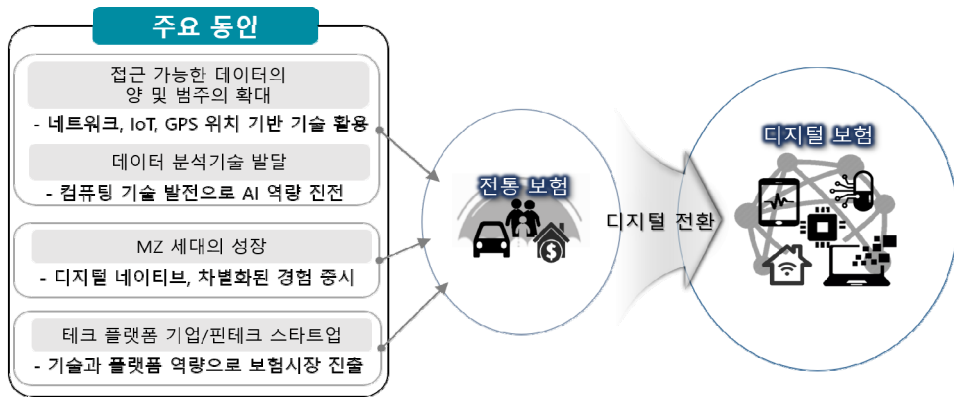 주요 동인
접근 가능한 데이터의
양 및 범주의 확대
- 네트워크, IoT, GPS 위치 기반 기술 활용
데이터 분석기술 발달
- 컴퓨팅 기술 발전으로 AI 역량 진전
MZ 세대의 성장
- 디지털 네이티브, 차별화된 경험 중시
테크 플랫폼 기업/핀테크 스타트업
- 기술과 플랫폼 역량으로 보험시장 진출
전통 보험
$
디지털 전환
디지털 보험